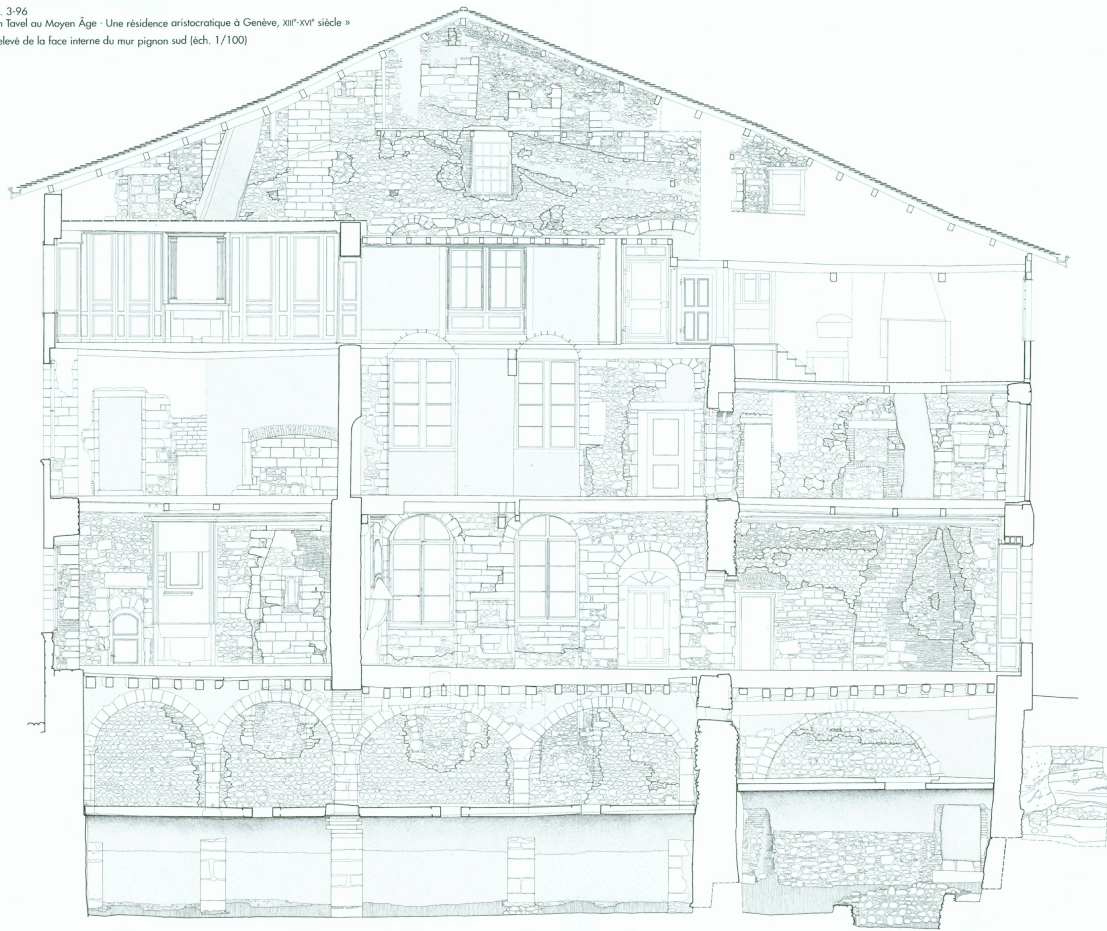 . 3-96
n Tavel au Moyen Âge · Une résidence aristocratique à Genève, XIIIᵉ-XVIᵉ siècle »
elevé de la face interne du mur pignon sud (éch. 1/100)